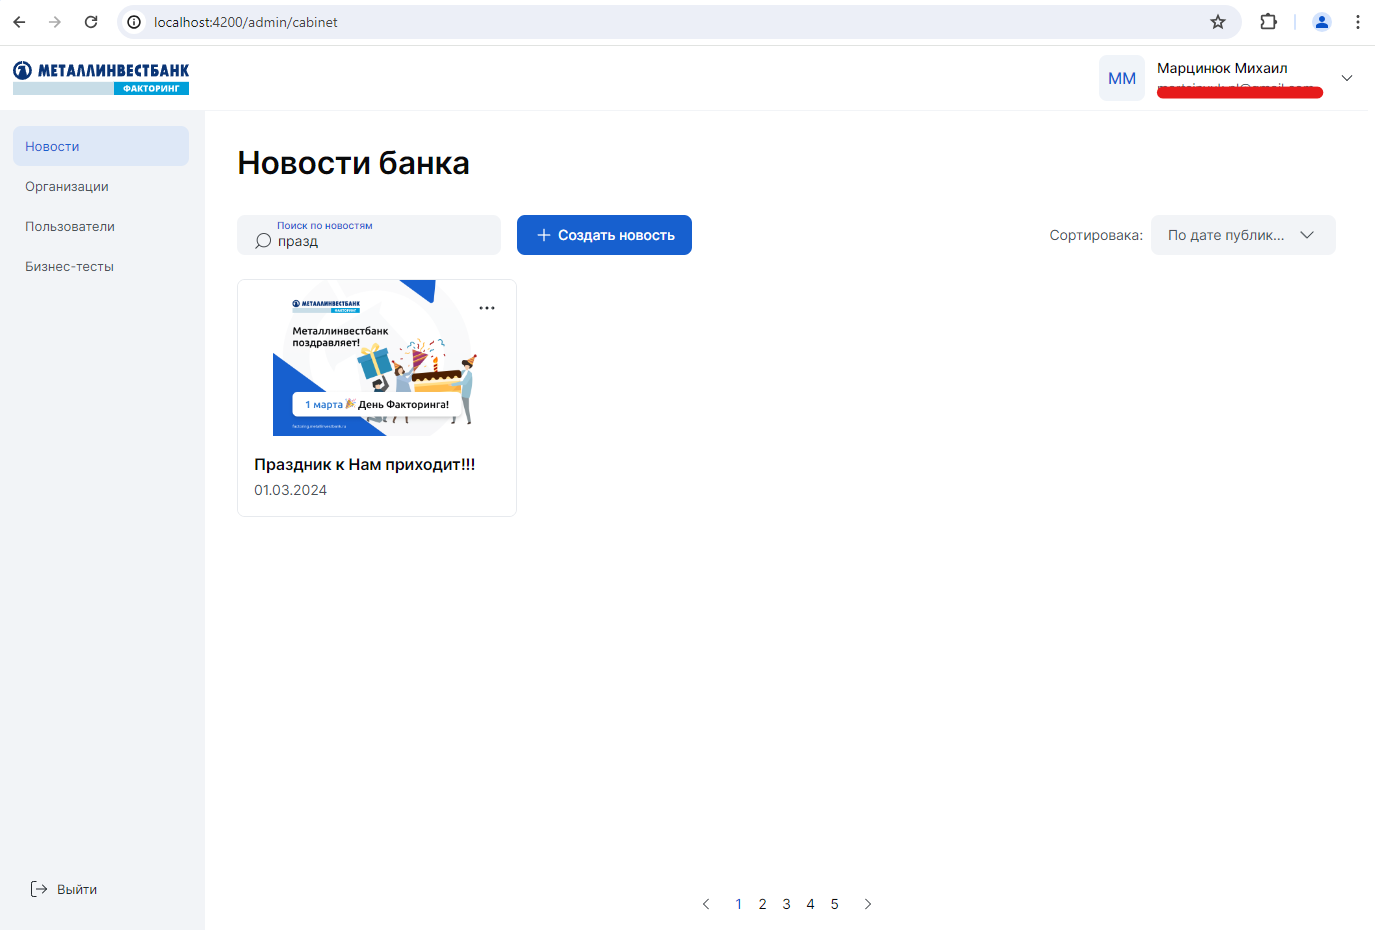 localhost:4200/admin/cabinet
МЕТАЛЛИНВЕСТБАНК
ФАКТОРИНГ
ММ
Марцинюк Михаил
Новости
Организации
Пользователи
Бизнес-тесты
Выйти
Новости банка
Поиск по новостям
празд
Создать новость
Сортировака:
По дате публик...
МЕТАЛЛИНВЕСТБАНК
ФАКТОРИНГ
Металлинвестбанк
поздравляет!
1 марта День Факторинга!
factoring.metallinvestbank.ru
Праздник к Нам приходит!!!
01.03.2024
1 2 3 4 5